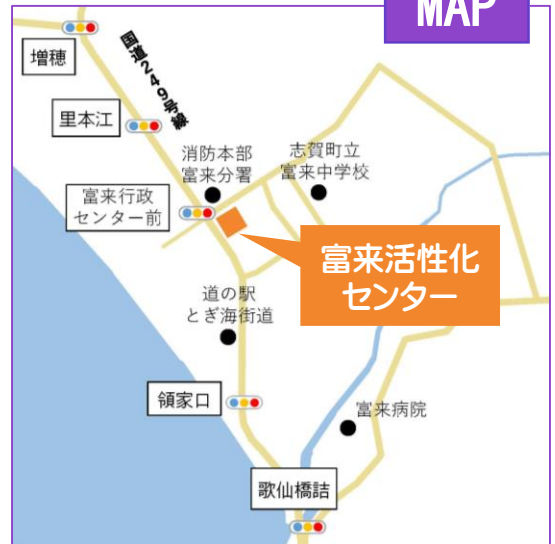 MAP
増穂
国道249号線
里本江
消防本部
富来分署
志賀町立
富来中学校
富来行政
センター前
富来活性化
センター
道の駅
とぎ海街道
領家口
富来病院
歌仙橋詰